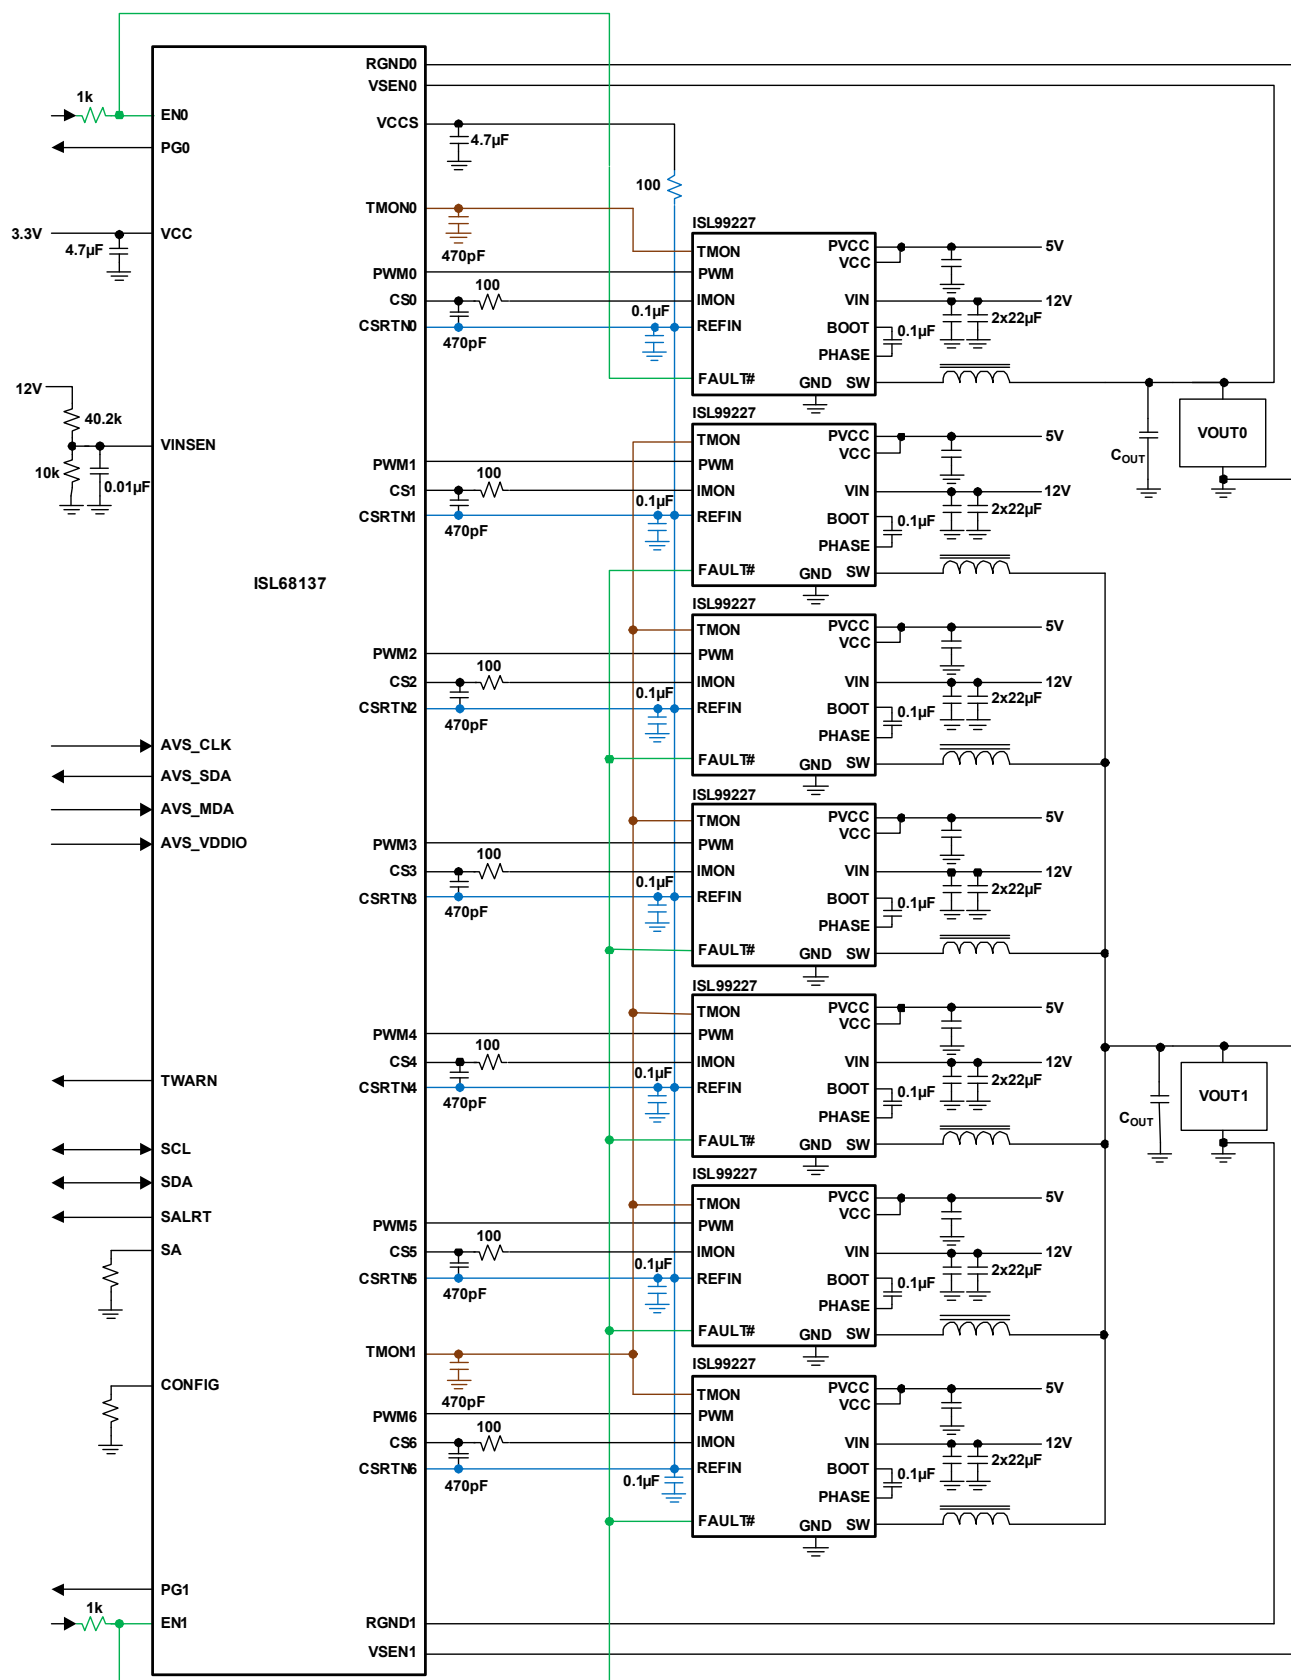 RGND0
VSEN0
1k
EN0
VCCS
4.7µF
PG0
100
TMON0
ISL99227
3.3V
VCC
4.7µF
470pF
TMON
PVCC
VCC
5V
PWM0
PWM
CS0
100
IMON
VIN
12V
0.1µF
2x22µF
CSRTN0
REFIN
BOOT
0.1µF
470pF
PHASE
FAULT#
GND
SW
12V
40.2k
ISL99227
VINSEN
TMON
PVCC
VCC
5V
VOUT0
COUT
PWM1
PWM
10k
0.01µF
100
CS1
IMON
VIN
12V
0.1µF
2x22µF
CSRTN1
REFIN
BOOT
0.1µF
470pF
PHASE
FAULT#
GND
SW
ISL68137
ISL99227
TMON
PVCC
VCC
5V
PWM2
PWM
100
CS2
IMON
VIN
12V
0.1µF
2x22µF
CSRTN2
REFIN
BOOT
0.1µF
470pF
PHASE
AVS_CLK
FAULT#
GND
SW
AVS_SDA
ISL99227
AVS_MDA
TMON
PVCC
VCC
5V
AVS_VDDIO
PWM3
PWM
100
CS3
IMON
VIN
12V
0.1µF
2x22µF
CSRTN3
REFIN
BOOT
0.1µF
470pF
PHASE
FAULT#
GND
SW
ISL99227
TMON
PVCC
VCC
5V
PWM4
PWM
100
CS4
IMON
VIN
12V
TWARN
0.1µF
2x22µF
CSRTN4
REFIN
BOOT
0.1µF
VOUT1
470pF
PHASE
COUT
SCL
FAULT#
GND
SW
SDA
ISL99227
TMON
PVCC
VCC
5V
SALRT
PWM5
PWM
100
SA
CS5
IMON
VIN
12V
0.1µF
2x22µF
CSRTN5
REFIN
BOOT
0.1µF
470pF
PHASE
FAULT#
GND
SW
TMON1
ISL99227
CONFIG
470pF
TMON
PVCC
VCC
5V
PWM6
PWM
100
CS6
IMON
VIN
12V
2x22µF
CSRTN6
0.1µF
REFIN
BOOT
0.1µF
470pF
PHASE
FAULT#
GND
SW
PG1
1k
EN1
RGND1
VSEN1